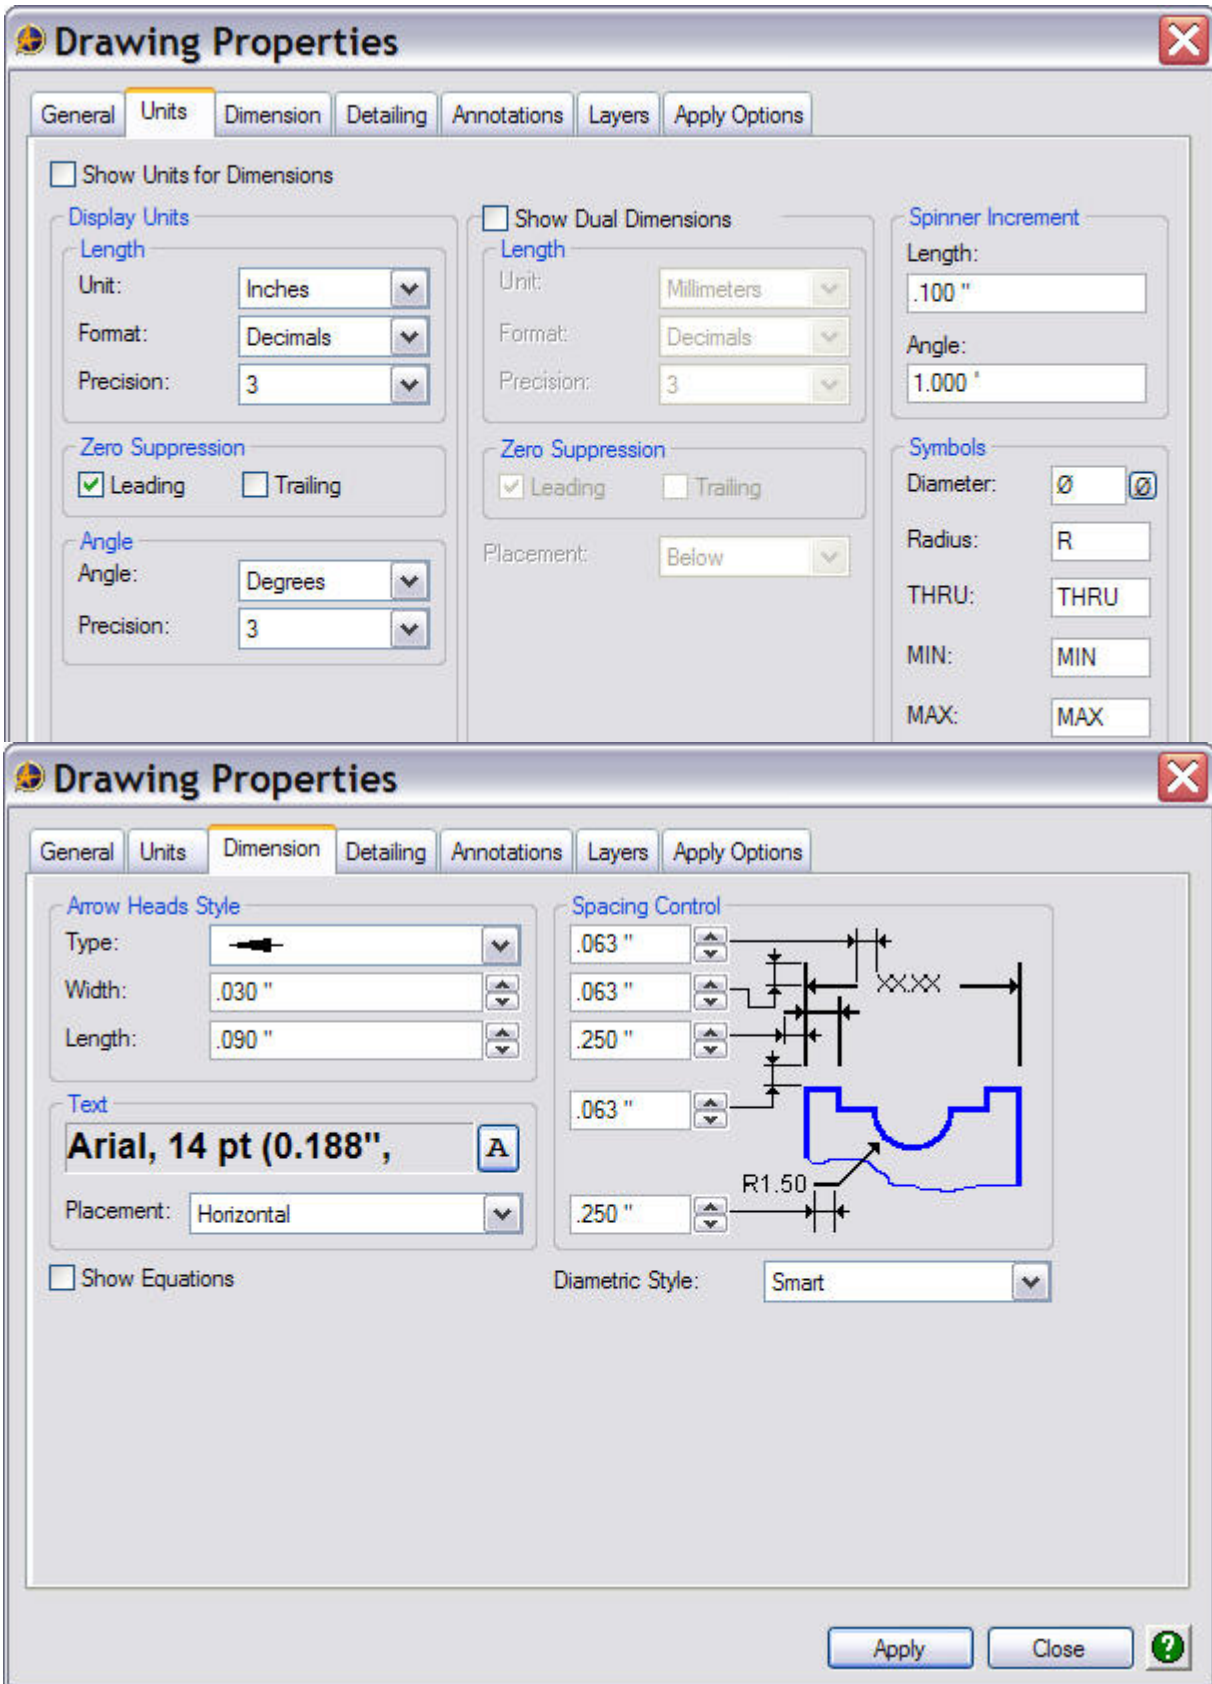 Drawing Properties
General Units Dimension Detailing Annotations Layers Apply Options
Show Units for Dimensions
Display Units
Length
Unit: Inches
Format: Decimals
Precision: 3
Zero Suppression
Leading Trailing
Angle
Angle: Degrees
Precision: 3
Show Dual Dimensions
Length
Unit: Millimeters
Format: Decimals
Precision: 3
Zero Suppression
Leading Trailing
Placement: Below
Spinner Increment
Length:
.100 "
Angle:
1.000 °
Symbols
Diameter: Ø Ø
Radius: R
THRU: THRU
MIN: MIN
MAX: MAX
Drawing Properties
General Units Dimension Detailing Annotations Layers Apply Options
Arrow Heads Style
Type:
Width: .030 "
Length: .090 "
Text
Arial, 14 pt (0.188", A
Placement: Horizontal
Show Equations
Spacing Control
.063 "
.063 "
.250 "
.063 "
.250 "
XX.XX
R1.50
Diametric Style: Smart
Apply Close ?